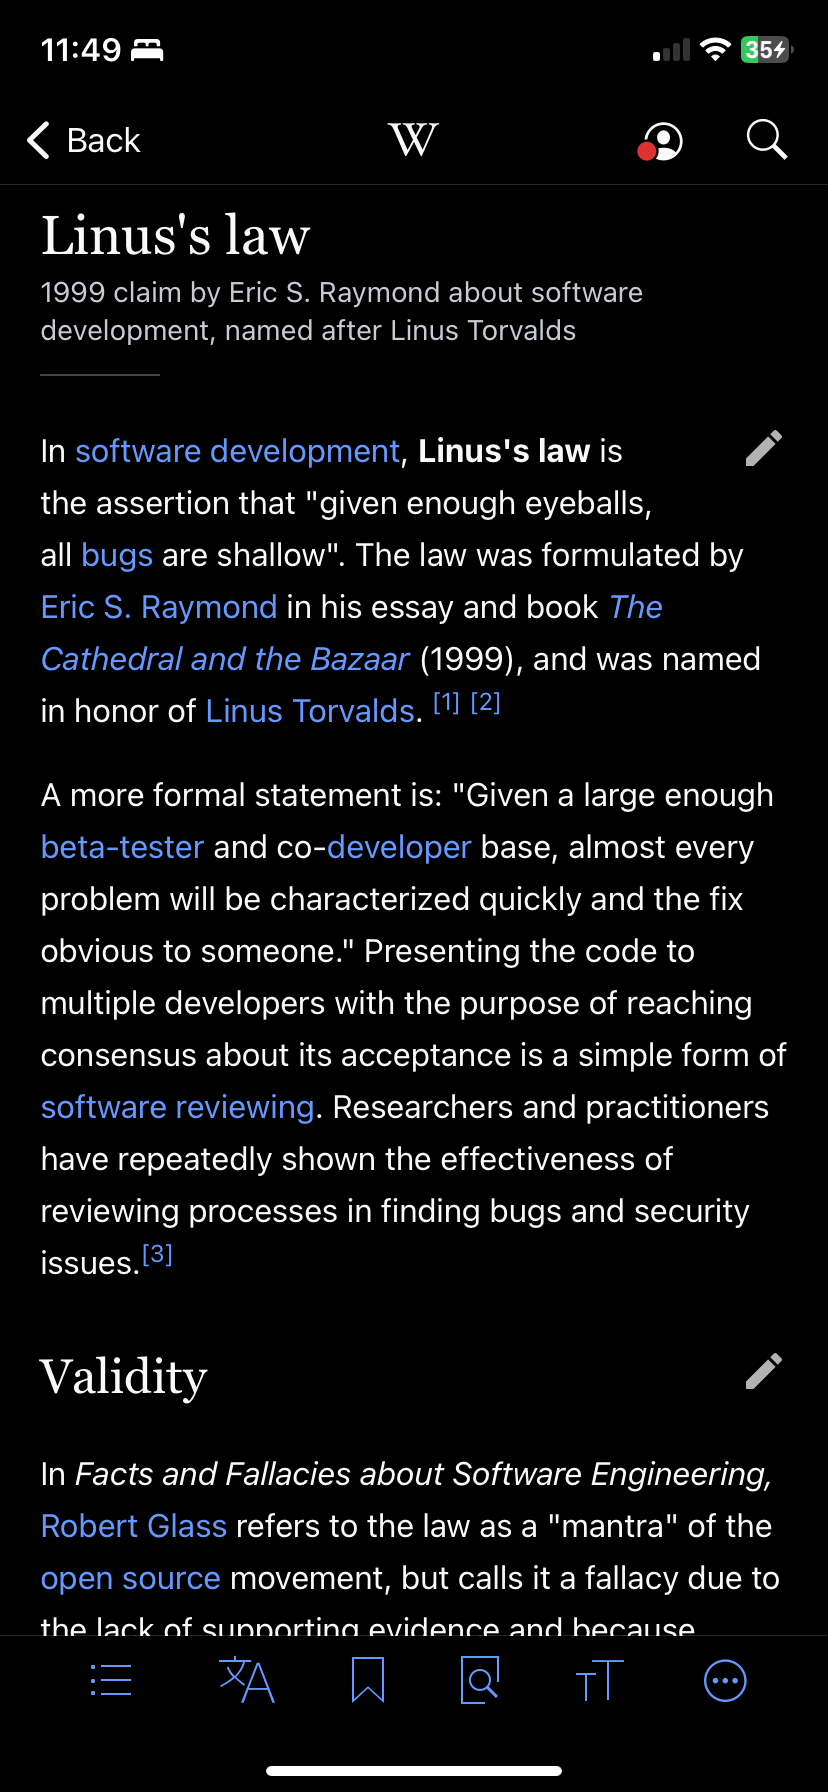 11:49
35
Back
W
Linus's law
1999 claim by Eric S. Raymond about software
development, named after Linus Torvalds
In software development, Linus's law is
the assertion that "given enough eyeballs,
all bugs are shallow". The law was formulated by
Eric S. Raymond in his essay and book The
Cathedral and the Bazaar (1999), and was named
in honor of Linus Torvalds. [1] [2]
A more formal statement is: "Given a large enough
beta-tester and co-developer base, almost every
problem will be characterized quickly and the fix
obvious to someone." Presenting the code to
multiple developers with the purpose of reaching
consensus about its acceptance is a simple form of
software reviewing. Researchers and practitioners
have repeatedly shown the effectiveness of
reviewing processes in finding bugs and security
issues.[3]
Validity
In Facts and Fallacies about Software Engineering,
Robert Glass refers to the law as a "mantra" of the
open source movement, but calls it a fallacy due to
the lack of supporting evidence and because
文A
TT